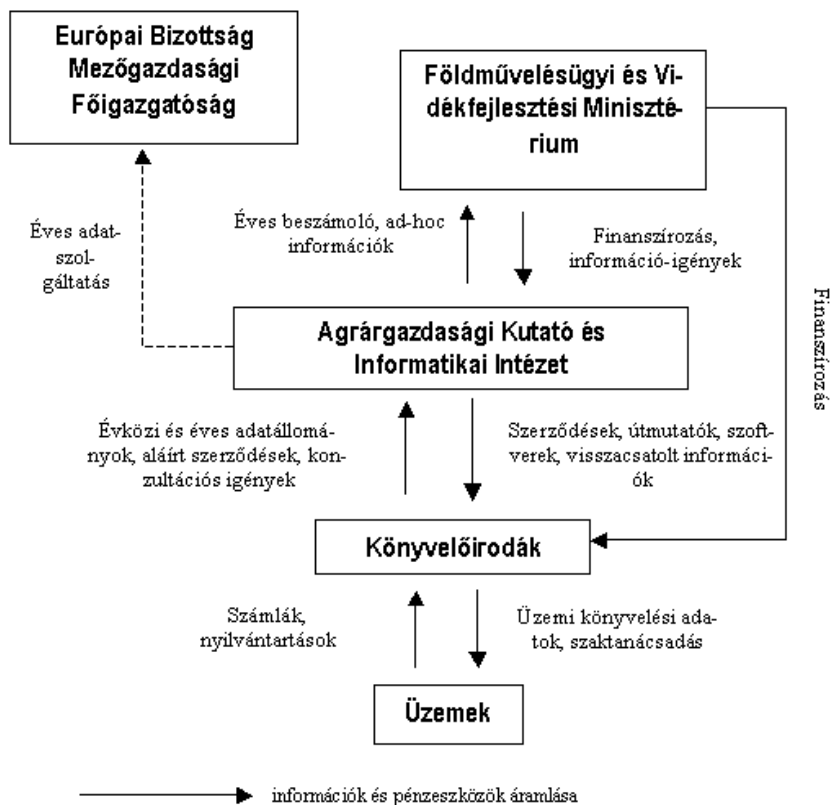 Európai Bizottság
Mezőgazdasági
Főigazgatóság
Földművelésügyi és Vi-
dékfejlesztési Miniszté-
rium
Éves adat-
szol-
gáltatás
Éves beszámoló, ad-hoc
információk
Finanszírozás,
információ-igények
Finanszírozás
Agrárgazdasági Kutató és
Informatikai Intézet
Évközi és éves adatállomá-
nyok, aláírt szerződések, kon-
zultációs igények
Szerződések, útmutatók, szoft-
verek, visszacsatolt informáci-
ók
Könyvelőirodák
Számlák,
nyilvántartások
Üzemi könyvelési ada-
tok, szaktanácsadás
Üzemek
információk és pénzeszközök áramlása